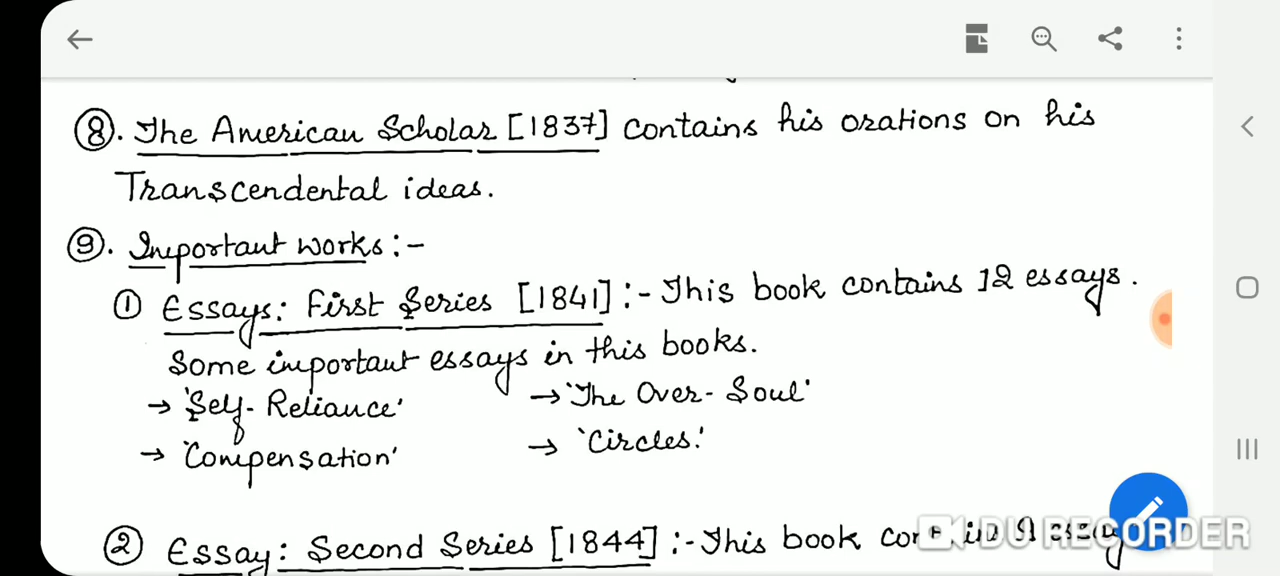 ⑧. The American Scholar [1837] contains his orations on his
Transcendental ideas.
⑨. Important works :-
① Essays: First Series [1841] :- This book contains 12 essays.
Some important essays in this books.
→ 'Self-Reliance' → 'The Over-Soul'
→ 'Compensation' → 'Circles.'
② Essay: Second Series [1844] :- This book
DU RECORDER